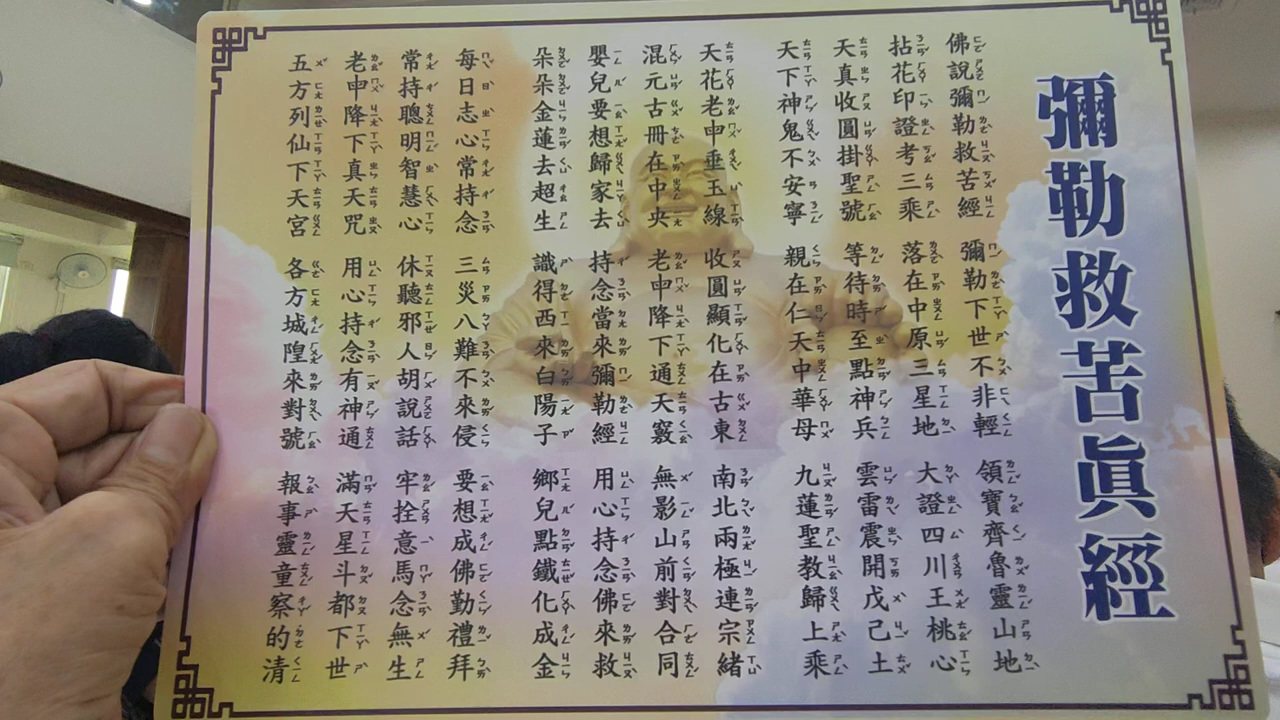 彌勒救苦眞經
佛說彌勒救苦經 彌勒下世不非輕 領寶齊魯靈山地
拈花印證考三乘 落在中原三星地 大證四川王桃心
天真收圓掛聖號 等待時至點神兵 雲雷震開戊己土
天下神鬼不安寧 親在仁天中華母 九蓮聖教歸上乘
天花老申垂玉線 收圓顯化在古東 南北兩極連宗緒
混元古冊在中央 老申降下通天竅 無影山前對合同
嬰兒要想歸家去 持念當來彌勒經 用心持念佛來救
朵朵金蓮去超生 識得西來白陽子 鄉兒點鐵化成金
每日志心常持念 三災八難不來侵 要想成佛勤禮拜
常持聰明智慧心 休聽邪人胡說話 牢拴意馬念無生
老申降下真天咒 用心持念有神通 滿天星斗都下世
五方列仙下天宮 各方城隍來對號 報事靈童察的清